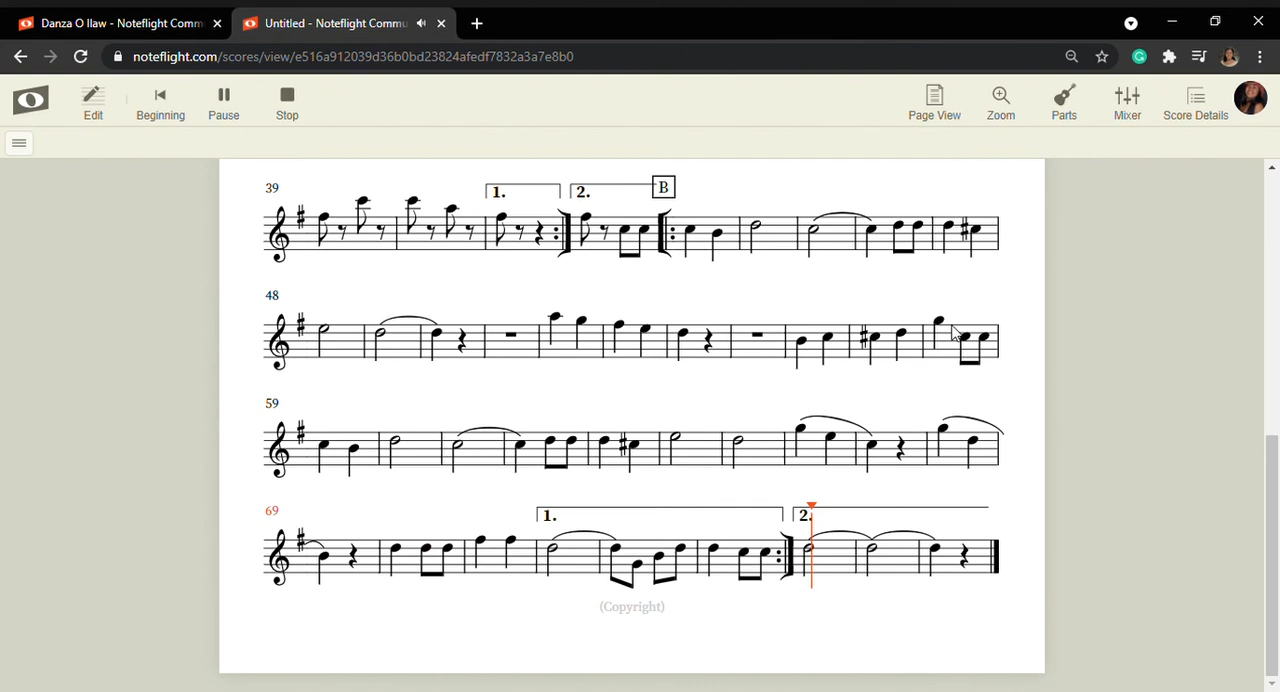 Danza O Ilaw - Noteflight Comm
Untitled - Noteflight Commu
noteflight.com/scores/view/e516a912039d36b0bd23824afedf7832a3a7e8b0
Edit
Beginning
Pause
Stop
Page View
Zoom
Parts
Mixer
Score Details
39
1.
2.
B
48
59
69
1.
2.
(Copyright)